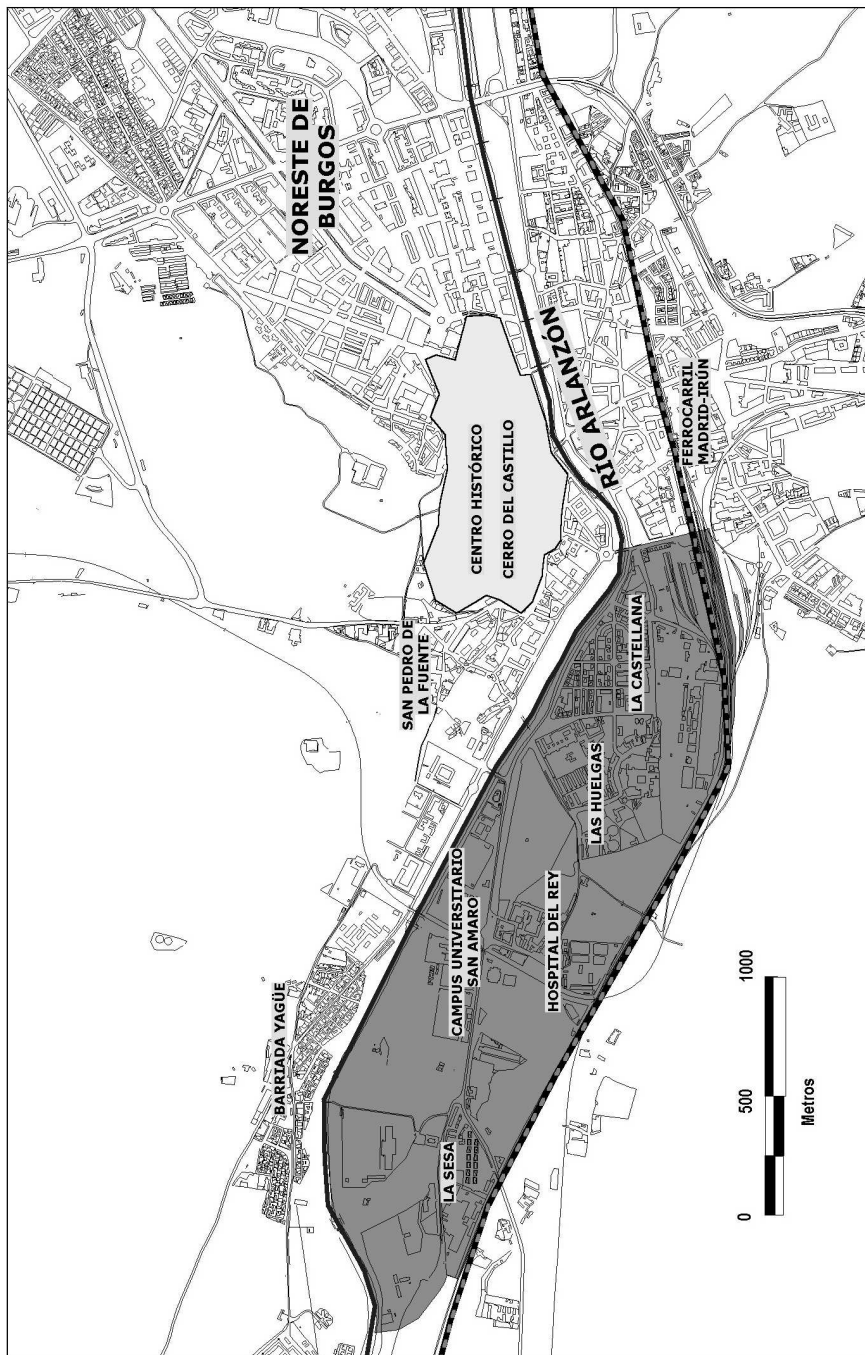 NORESTE DE
BURGOS
RÍO ARLANZÓN
CENTRO HISTÓRICO
CERRO DEL CASTILLO
FERROCARRIL
MADRID-IRÚN
SAN PEDRO DE
LA FUENTE
LA CASTELLANA
LAS HUELGAS
CAMPUS UNIVERSITARIO
SAN AMARO
HOSPITAL DEL REY
BARRIADA YAGÜE
LA SESA
0
500
1000
Metros